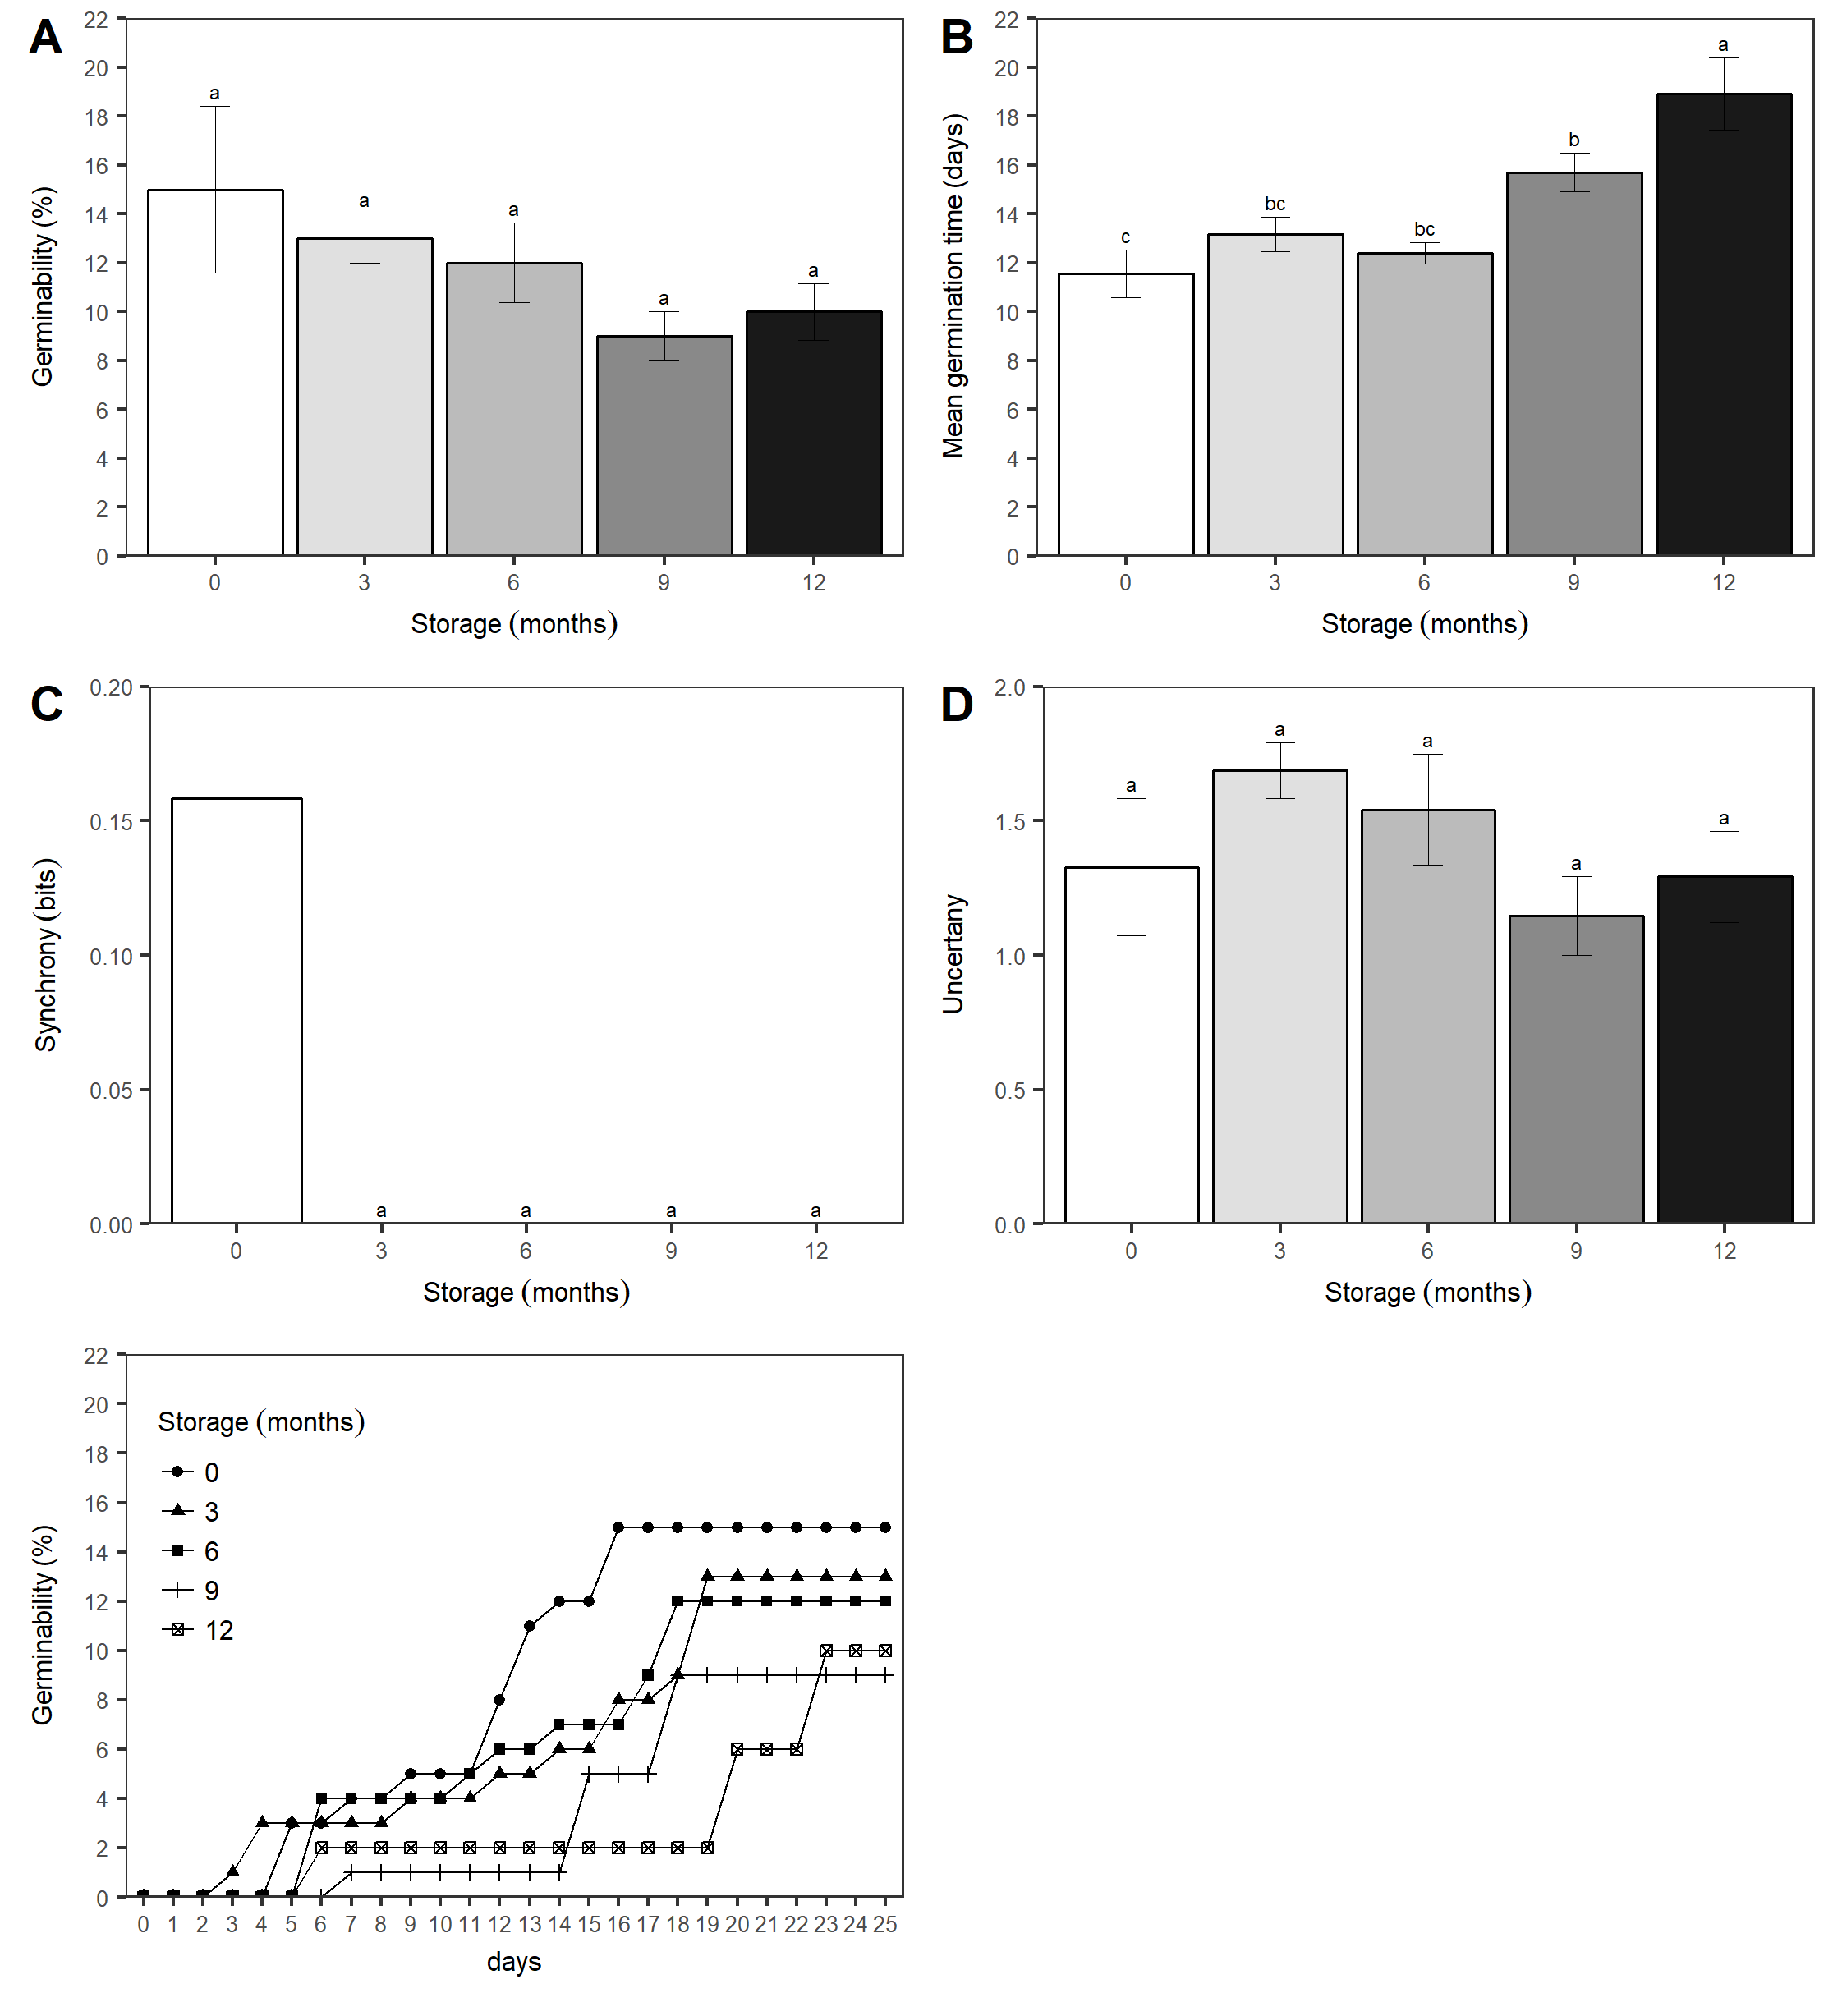 A
Germinability (%)
22
20
18
16
14
12
10
8
6
4
2
0
a
a
a
a
a
0 3 6 9 12
Storage (months)
B
Mean germination time (days)
22
20
18
16
14
12
10
8
6
4
2
0
c
bc
bc
b
a
0 3 6 9 12
Storage (months)
C
Synchrony (bits)
0.20
0.15
0.10
0.05
0.00
a a a a
0 3 6 9 12
Storage (months)
D
Uncertany
2.0
1.5
1.0
0.5
0.0
a
a
a
a
a
0 3 6 9 12
Storage (months)
Germinability (%)
22
20
18
16
14
12
10
8
6
4
2
0
Storage (months)
0
3
6
9
12
0 1 2 3 4 5 6 7 8 9 10 11 12 13 14 15 16 17 18 19 20 21 22 23 24 25
days